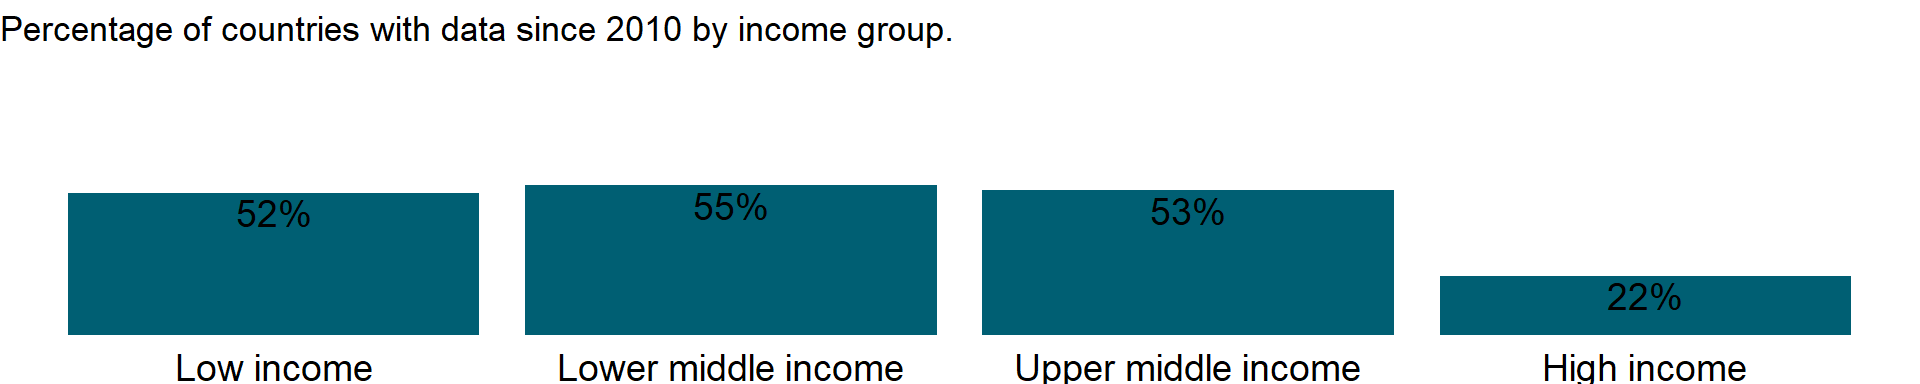 Percentage of countries with data since 2010 by income group.
52%
55%
53%
22%
Low income
Lower middle income
Upper middle income
High income